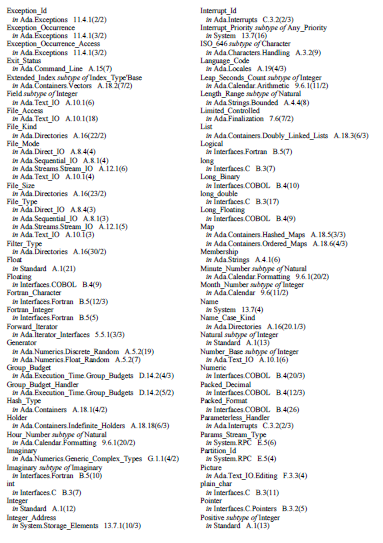 Exception_Id
in Ada.Exceptions 11.4.1(2/2)
Exception_Occurrence
in Ada.Exceptions 11.4.1(3/2)
Exception_Occurrence_Access
in Ada.Exceptions 11.4.1(3/2)
Exit_Status
in Ada.Command_Line A.15(7)
Extended_Index subtype of Index_Type'Base
in Ada.Containers.Vectors A.18.2(7/2)
Field subtype of Integer
in Ada.Text_IO A.10.1(6)
File_Access
in Ada.Text_IO A.10.1(18)
File_Kind
in Ada.Directories A.16(22/2)
File_Mode
in Ada.Direct_IO A.8.4(4)
in Ada.Sequential_IO A.8.1(4)
in Ada.Streams.Stream_IO A.12.1(6)
in Ada.Text_IO A.10.1(4)
File_Size
in Ada.Directories A.16(23/2)
File_Type
in Ada.Direct_IO A.8.4(3)
in Ada.Sequential_IO A.8.1(3)
in Ada.Streams.Stream_IO A.12.1(5)
in Ada.Text_IO A.10.1(3)
Filter_Type
in Ada.Directories A.16(30/2)
Float
in Standard A.1(21)
Floating
in Interfaces.COBOL B.4(9)
Fortran_Character
in Interfaces.Fortran B.5(12/3)
Fortran_Integer
in Interfaces.Fortran B.5(5)
Forward_Iterator
in Ada.Iterator_Interfaces 5.5.1(3/3)
Generator
in Ada.Numerics.Discrete_Random A.5.2(19)
in Ada.Numerics.Float_Random A.5.2(7)
Group_Budget
in Ada.Execution_Time.Group_Budgets D.14.2(4/3)
Group_Budget_Handler
in Ada.Execution_Time.Group_Budgets D.14.2(5/2)
Hash_Type
in Ada.Containers A.18.1(4/2)
Holder
in Ada.Containers.Indefinite_Holders A.18.18(6/3)
Hour_Number subtype of Natural
in Ada.Calendar.Formatting 9.6.1(20/2)
Imaginary
in Ada.Numerics.Generic_Complex_Types G.1.1(4/2)
Imaginary subtype of Imaginary
in Interfaces.Fortran B.5(10)
int
in Interfaces.C B.3(7)
Integer
in Standard A.1(12)
Integer_Address
in System.Storage_Elements 13.7.1(10/3)
Interrupt_Id
in Ada.Interrupts C.3.2(2/3)
Interrupt_Priority subtype of Any_Priority
in System 13.7(16)
ISO_646 subtype of Character
in Ada.Characters.Handling A.3.2(9)
Language_Code
in Ada.Locales A.19(4/3)
Leap_Seconds_Count subtype of Integer
in Ada.Calendar.Arithmetic 9.6.1(11/2)
Length_Range subtype of Natural
in Ada.Strings.Bounded A.4.4(8)
Limited_Controlled
in Ada.Finalization 7.6(7/2)
List
in Ada.Containers.Doubly_Linked_Lists A.18.3(6/3)
Logical
in Interfaces.Fortran B.5(7)
long
in Interfaces.C B.3(7)
Long_Binary
in Interfaces.COBOL B.4(10)
long_double
in Interfaces.C B.3(17)
Long_Floating
in Interfaces.COBOL B.4(9)
Map
in Ada.Containers.Hashed_Maps A.18.5(3/3)
in Ada.Containers.Ordered_Maps A.18.6(4/3)
Membership
in Ada.Strings A.4.1(6)
Minute_Number subtype of Natural
in Ada.Calendar.Formatting 9.6.1(20/2)
Month_Number subtype of Integer
in Ada.Calendar 9.6(11/2)
Name
in System 13.7(4)
Name_Case_Kind
in Ada.Directories A.16(20.1/3)
Natural subtype of Integer
in Standard A.1(13)
Number_Base subtype of Integer
in Ada.Text_IO A.10.1(6)
Numeric
in Interfaces.COBOL B.4(20/3)
Packed_Decimal
in Interfaces.COBOL B.4(12/3)
Packed_Format
in Interfaces.COBOL B.4(26)
Parameterless_Handler
in Ada.Interrupts C.3.2(2/3)
Params_Stream_Type
in System.RPC E.5(6)
Partition_Id
in System.RPC E.5(4)
Picture
in Ada.Text_IO.Editing F.3.3(4)
plain_char
in Interfaces.C B.3(11)
Pointer
in Interfaces.C.Pointers B.3.2(5)
Positive subtype of Integer
in Standard A.1(13)